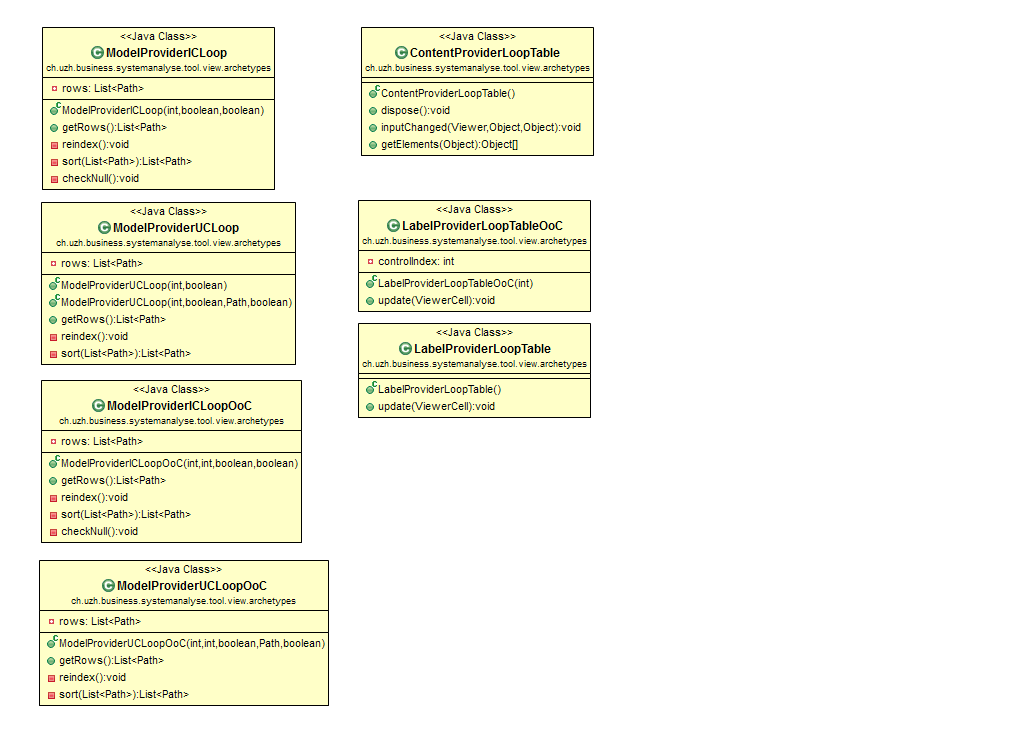 <<Java Class>>
ModelProviderICLoop
ch.uzh.business.systemanalyse.tool.view.archetypes
rows: List<Path>
ModelProviderICLoop(int,boolean,boolean)
getRows():List<Path>
reindex():void
sort(List<Path>):List<Path>
checkNull():void
<<Java Class>>
ModelProviderUCLoop
ch.uzh.business.systemanalyse.tool.view.archetypes
rows: List<Path>
ModelProviderUCLoop(int,boolean)
ModelProviderUCLoop(int,boolean,Path,boolean)
getRows():List<Path>
reindex():void
sort(List<Path>):List<Path>
<<Java Class>>
ModelProviderICLoopOoC
ch.uzh.business.systemanalyse.tool.view.archetypes
rows: List<Path>
ModelProviderICLoopOoC(int,int,boolean,boolean)
getRows():List<Path>
reindex():void
sort(List<Path>):List<Path>
checkNull():void
<<Java Class>>
ModelProviderUCLoopOoC
ch.uzh.business.systemanalyse.tool.view.archetypes
rows: List<Path>
ModelProviderUCLoopOoC(int,int,boolean,Path,boolean)
getRows():List<Path>
reindex():void
sort(List<Path>):List<Path>
<<Java Class>>
ContentProviderLoopTable
ch.uzh.business.systemanalyse.tool.view.archetypes
ContentProviderLoopTable()
dispose():void
inputChanged(Viewer,Object,Object):void
getElements(Object):Object[]
<<Java Class>>
LabelProviderLoopTableOoC
ch.uzh.business.systemanalyse.tool.view.archetypes
controlIndex: int
LabelProviderLoopTableOoC(int)
update(ViewerCell):void
<<Java Class>>
LabelProviderLoopTable
ch.uzh.business.systemanalyse.tool.view.archetypes
LabelProviderLoopTable()
update(ViewerCell):void